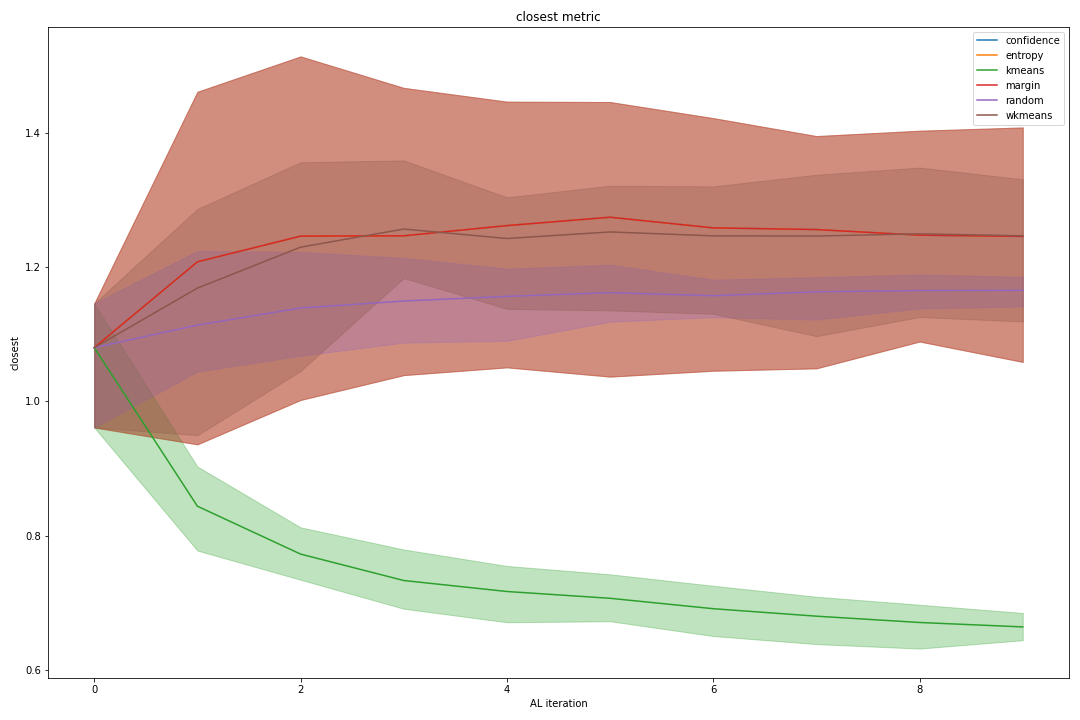 closest metric
confidence
entropy
kmeans
margin
random
wkmeans
closest
1.4
1.2
1.0
0.8
0.6
0
2
4
6
8
AL iteration